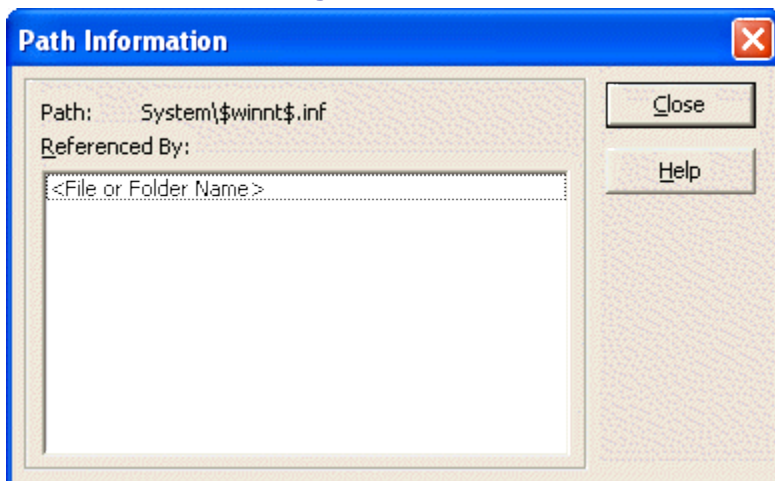 Path Information
Path: System\$winnt$.inf
Referenced By:
<File or Folder Name>
Close
Help